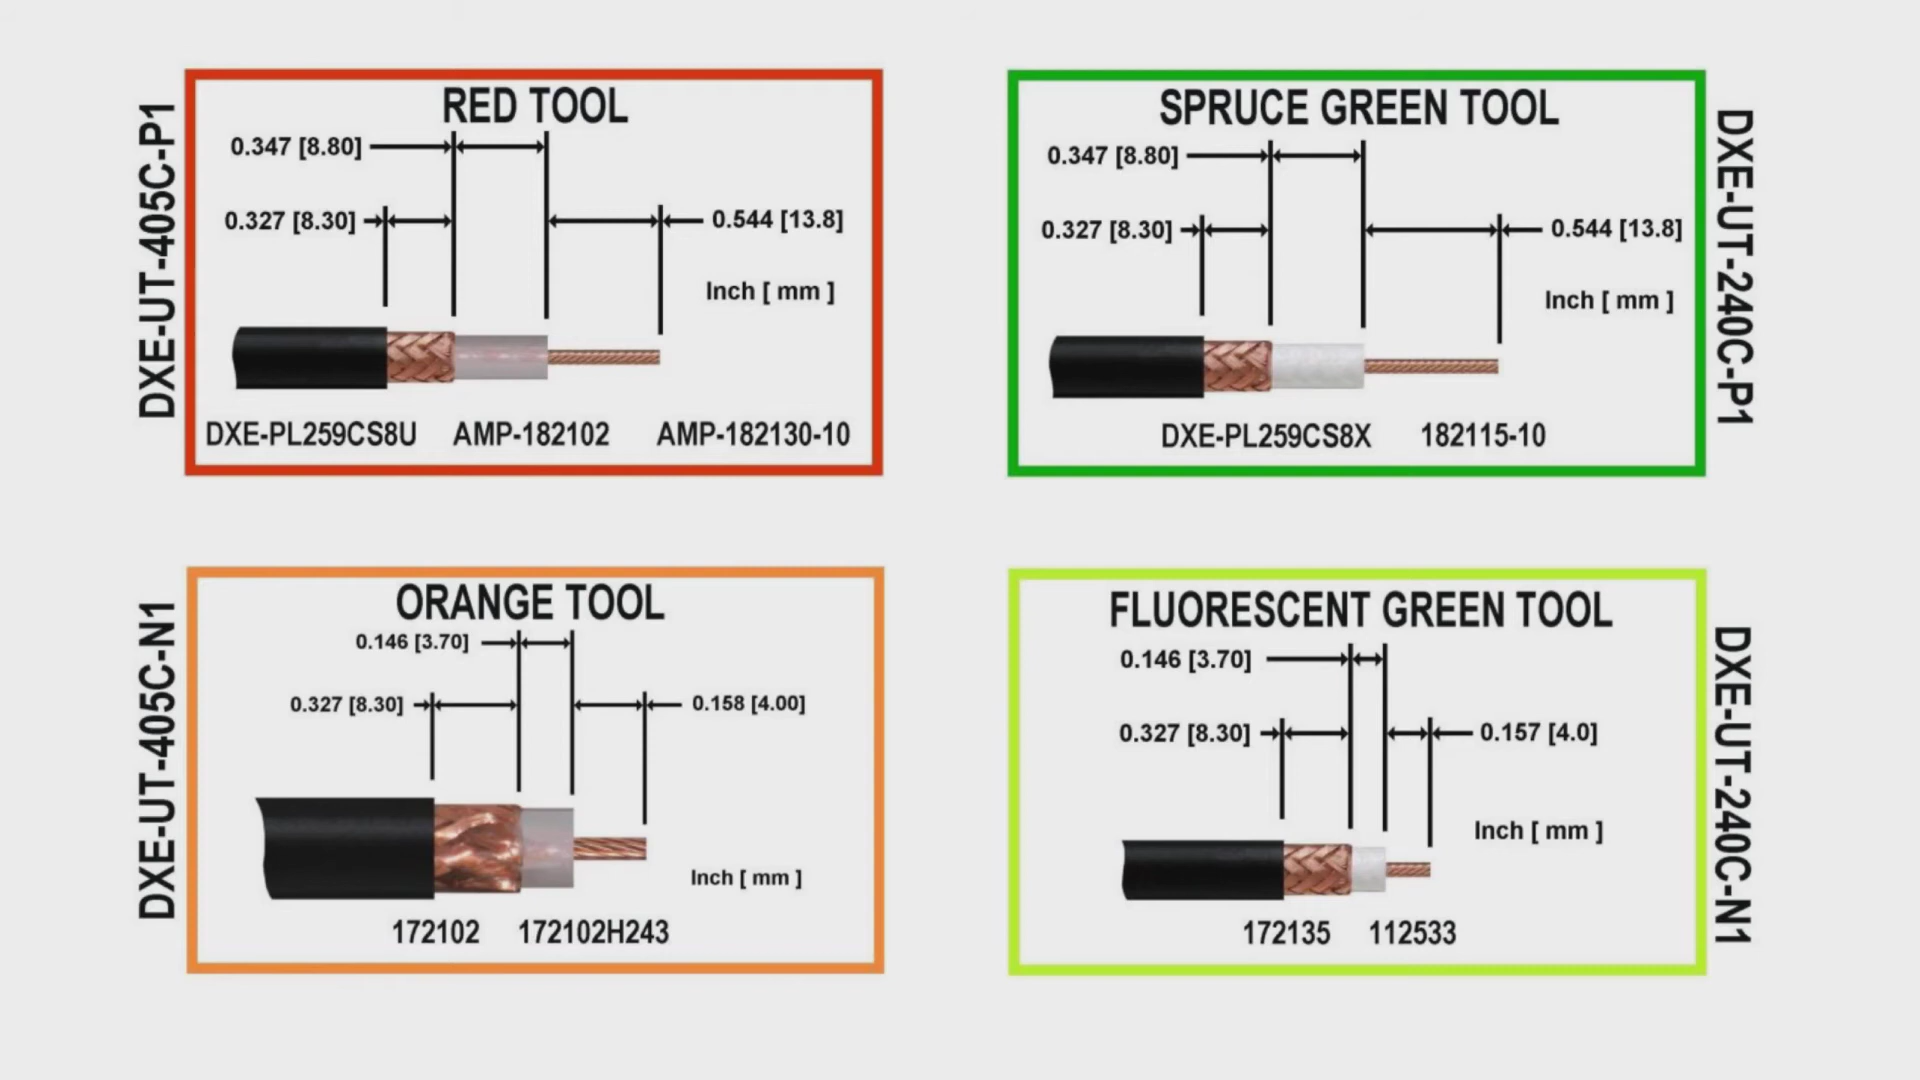 DXE-UT-405C-P1
RED TOOL
0.347 [8.80]
0.327 [8.30]
0.544 [13.8]
Inch [ mm ]
DXE-PL259CS8U AMP-182102 AMP-182130-10
SPRUCE GREEN TOOL
0.347 [8.80]
0.327 [8.30]
0.544 [13.8]
Inch [ mm ]
DXE-PL259CS8X 182115-10
DXE-UT-240C-P1
DXE-UT-405C-N1
ORANGE TOOL
0.146 [3.70]
0.327 [8.30]
0.158 [4.00]
Inch [ mm ]
172102 172102H243
FLUORESCENT GREEN TOOL
0.146 [3.70]
0.327 [8.30]
0.157 [4.0]
Inch [ mm ]
172135 112533
DXE-UT-240C-N1